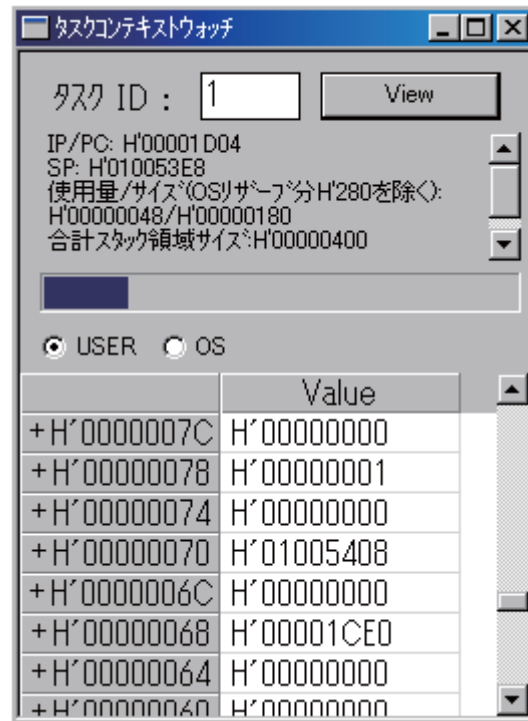 タスクコンテキストウォッチ
タスク ID : 1 View
IP/PC: H'00001D04
SP: H'010053E8
使用量/サイズ(OSリザーブ分H'280を除く):
H'00000048/H'00000180
合計スタック領域サイズ:H'00000400
USER OS
Value
+H'0000007C H'00000000
+H'00000078 H'00000001
+H'00000074 H'00000000
+H'00000070 H'01005408
+H'0000006C H'00000000
+H'00000068 H'00001CE0
+H'00000064 H'00000000
+H'00000060 H'00000000